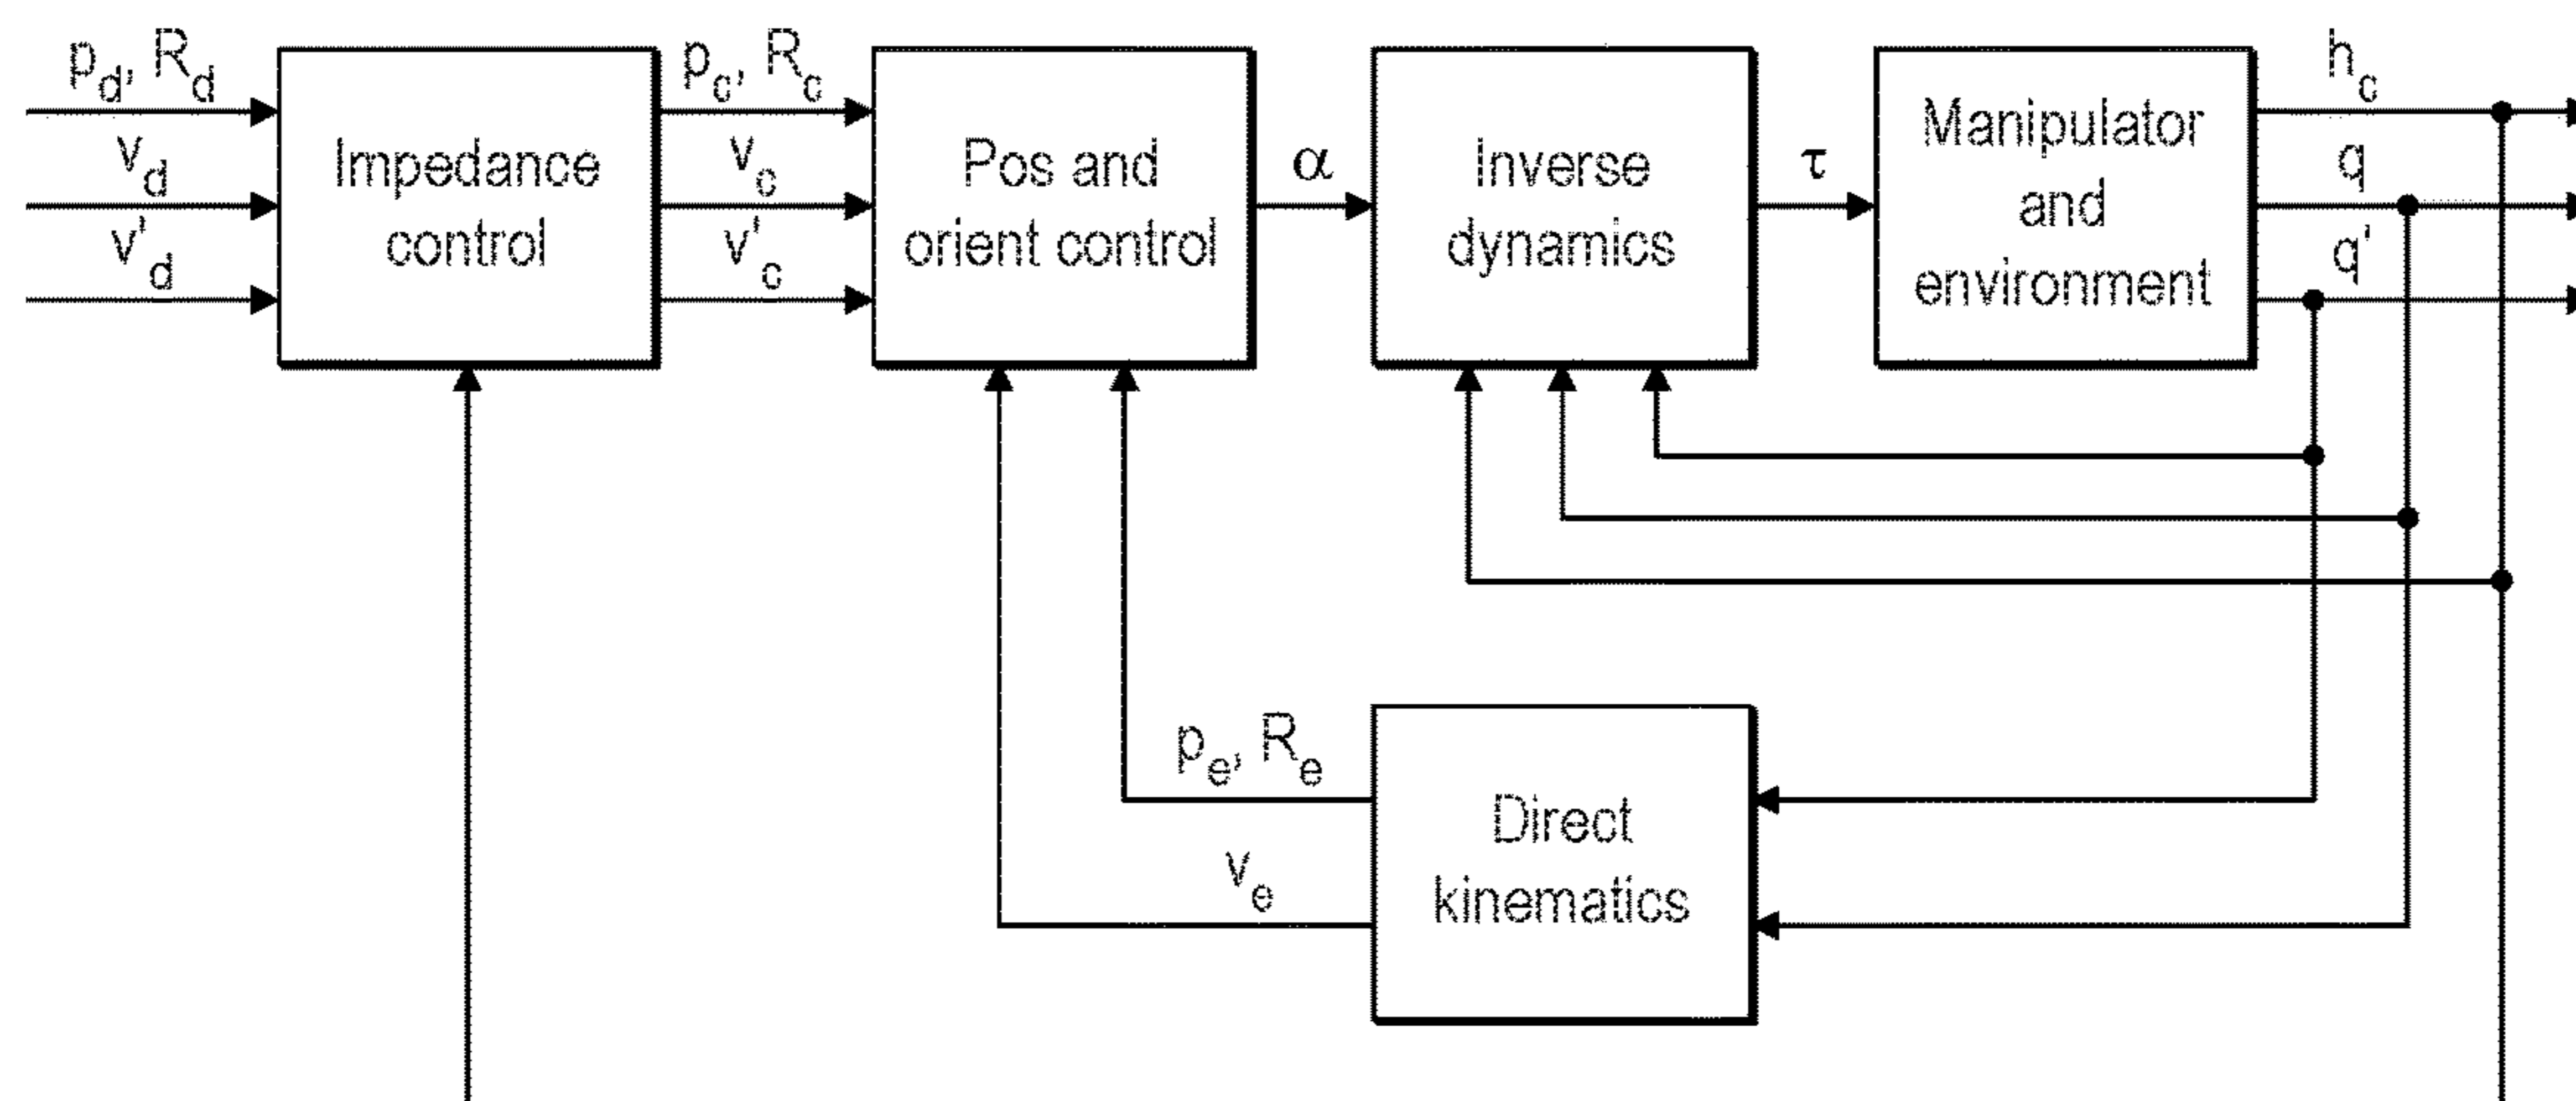 p_d, R_d
v_d
v'_d
Impedance
control
p_c, R_c
v_c
v'_c
Pos and
orient control
α
Inverse
dynamics
τ
Manipulator
and
environment
h_c
q
q'
p_e, R_e
v_e
Direct
kinematics